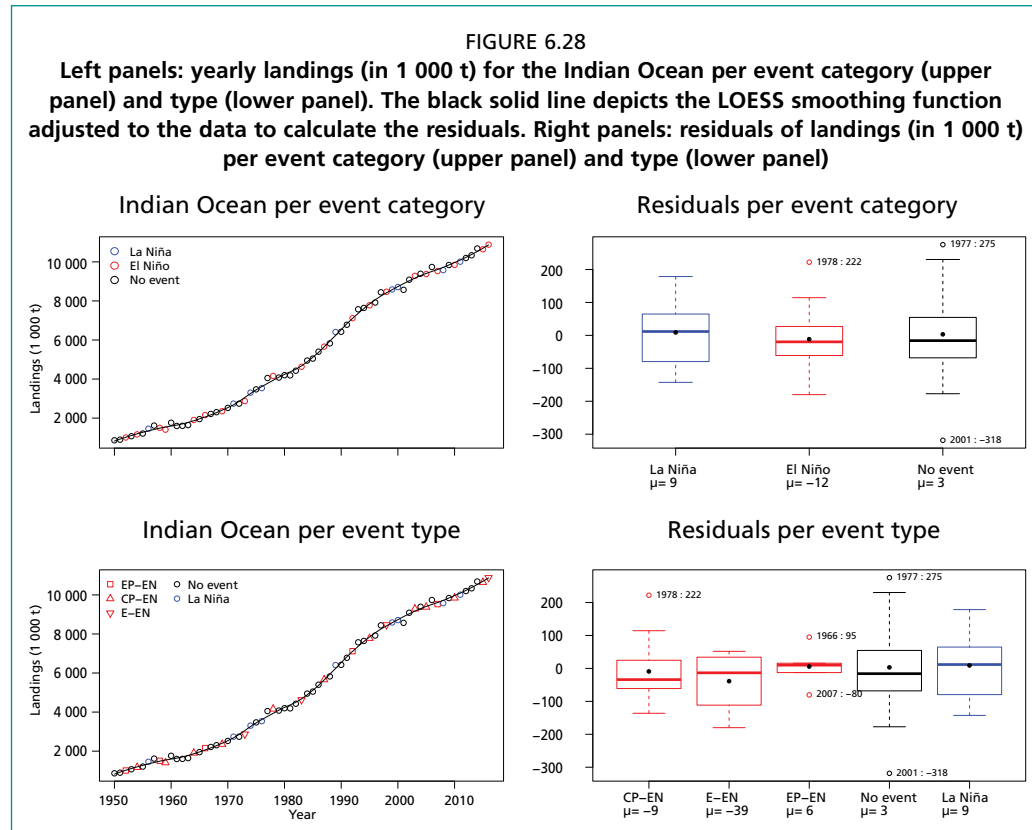 FIGURE 6.28
Left panels: yearly landings (in 1 000 t) for the Indian Ocean per event category (upper
panel) and type (lower panel). The black solid line depicts the LOESS smoothing function
adjusted to the data to calculate the residuals. Right panels: residuals of landings (in 1 000 t)
per event category (upper panel) and type (lower panel)
Indian Ocean per event category
Landings (1 000 t)
10 000
8 000
6 000
4 000
2 000
La Niña
El Niño
No event
1950 1960 1970 1980 1990 2000 2010
Residuals per event category
200
100
0
−100
−200
−300
1978 : 222
1977 : 275
2001 : −318
La Niña El Niño No event
μ= 9 μ= −12 μ= 3
Indian Ocean per event type
Landings (1 000 t)
10 000
8 000
6 000
4 000
2 000
EP−EN No event
CP−EN La Niña
E−EN
1950 1960 1970 1980 1990 2000 2010
Year
Residuals per event type
200
100
0
−100
−200
−300
1978 : 222
1966 : 95
2007 : −80
1977 : 275
2001 : −318
CP−EN E−EN EP−EN No event La Niña
μ= −9 μ= −39 μ= 6 μ= 3 μ= 9